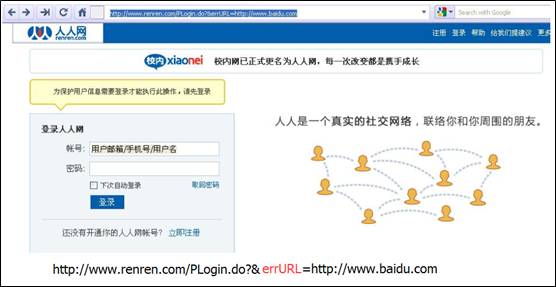 http://www.renren.com/PLogin.do?&errURL=http://www.baidu.com
Search with Google
人人网
renren.com
注册 登录 帮助 给我们提建议 更多
校内 xiaonei 校内网已正式更名为人人网，每一次改变都是携手成长
为保护用户信息需要登录才能执行此操作，请先登录
登录人人网
人人是一个真实的社交网络，联络你和你周围的朋友。
帐号: 用户邮箱/手机号/用户名
密码:
下次自动登录 取回密码
登录
还没有开通你的人人网帐号？ 立即注册
http://www.renren.com/PLogin.do?& errURL=http://www.baidu.com